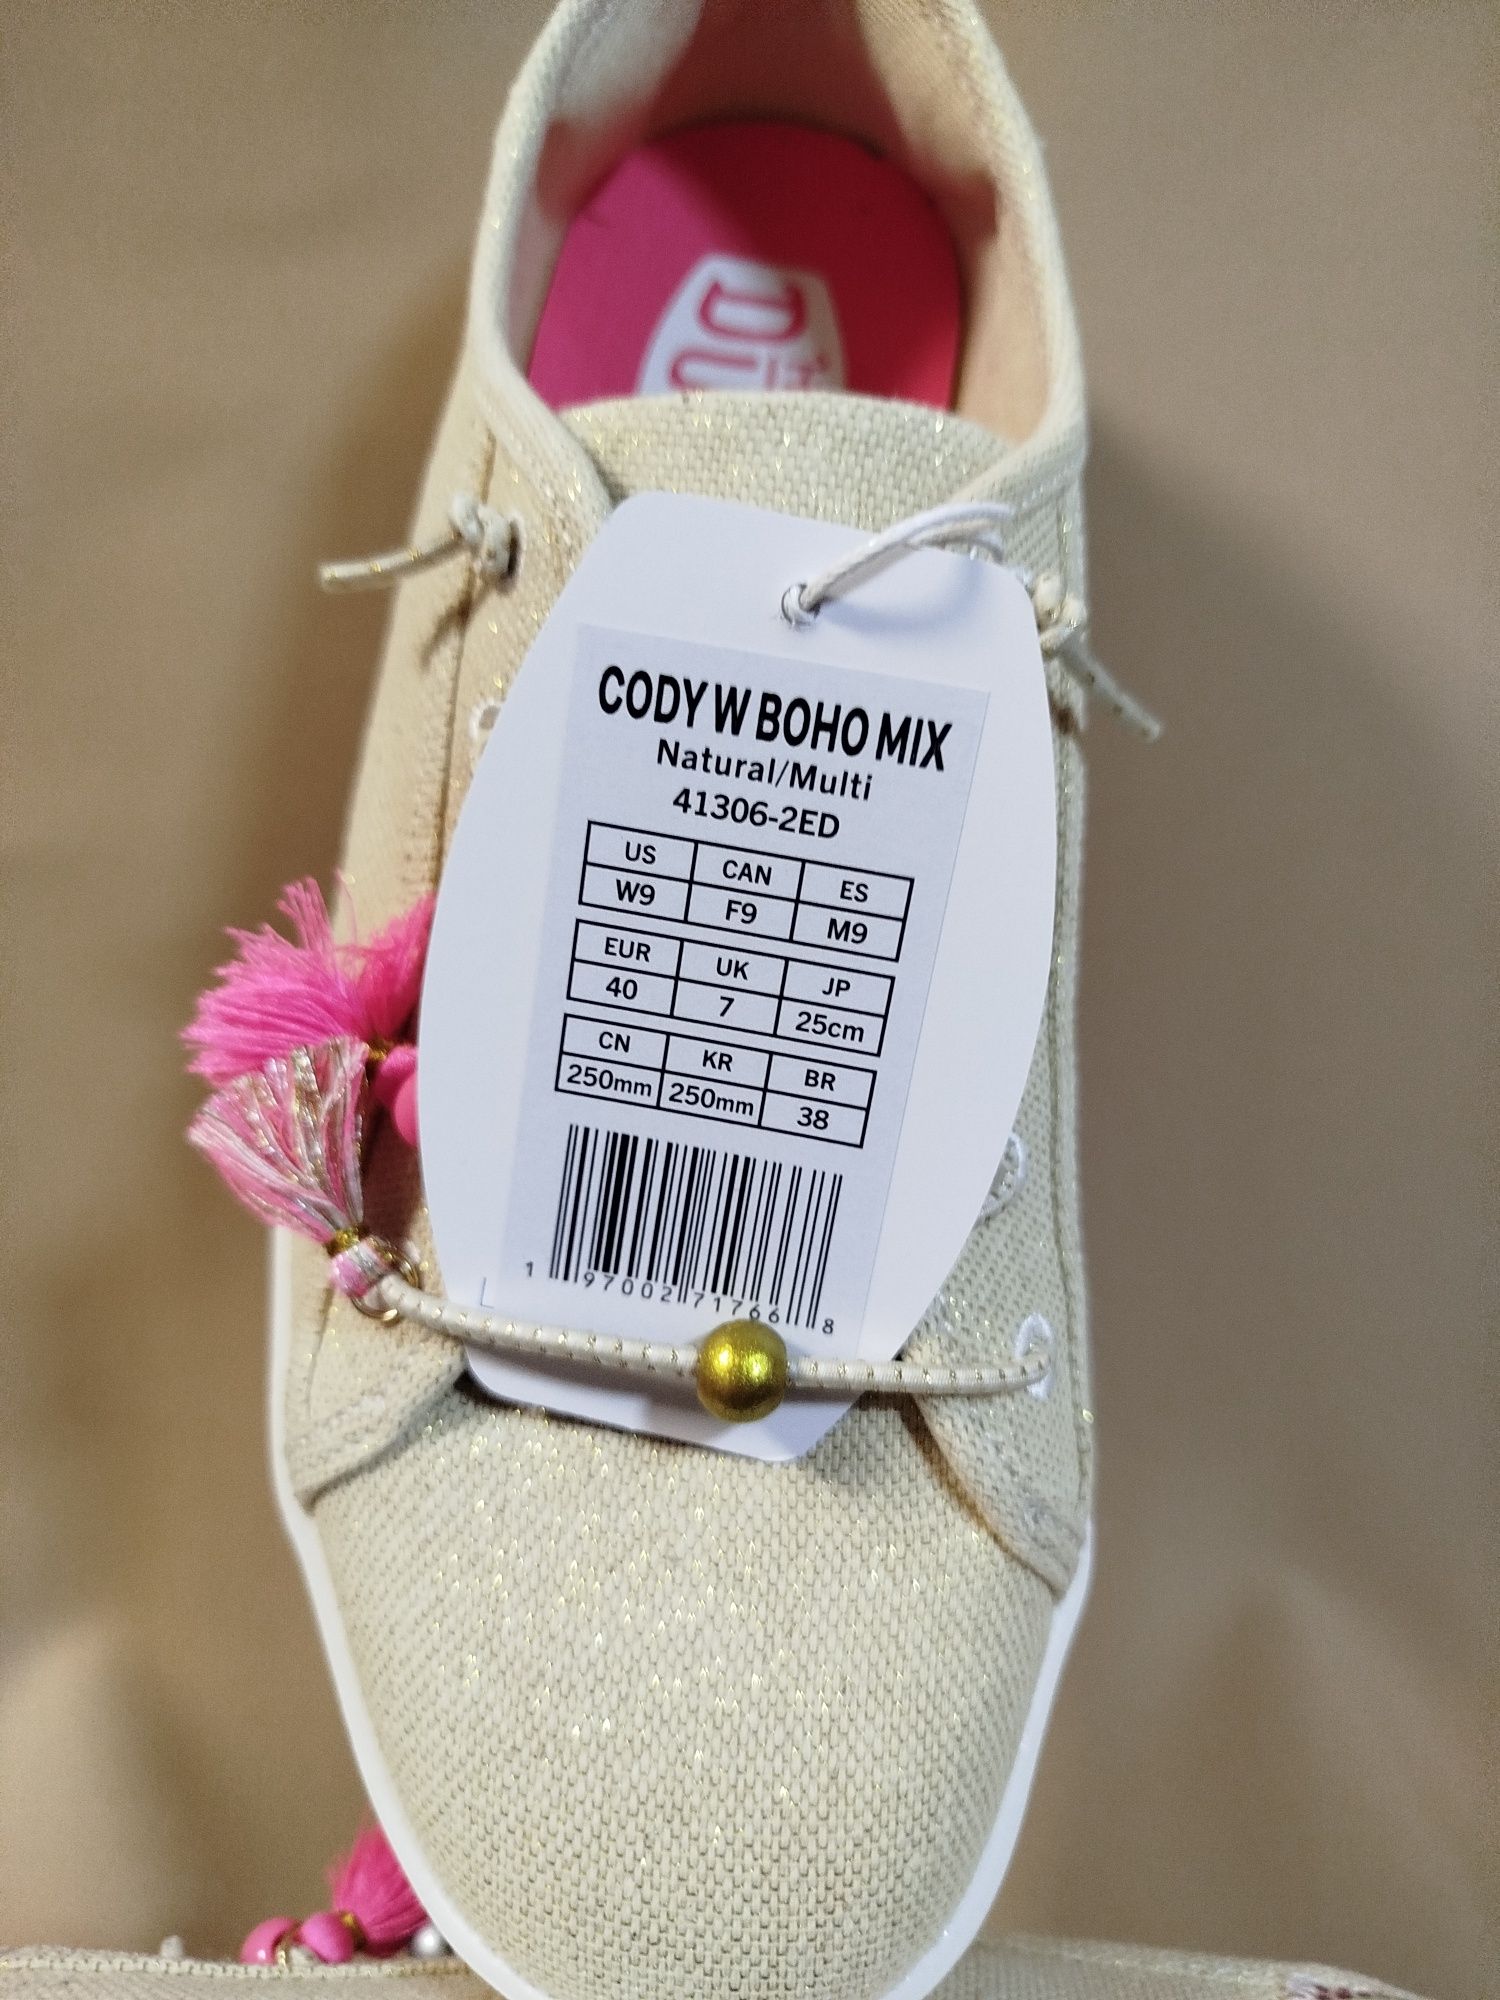 DU
CODY W BOHO MIX
Natural/Multi
41306-2ED
US CAN ES
W9 F9 M9
EUR UK JP
40 7 25cm
CN KR BR
250mm 250mm 38
1 97002 71766 8